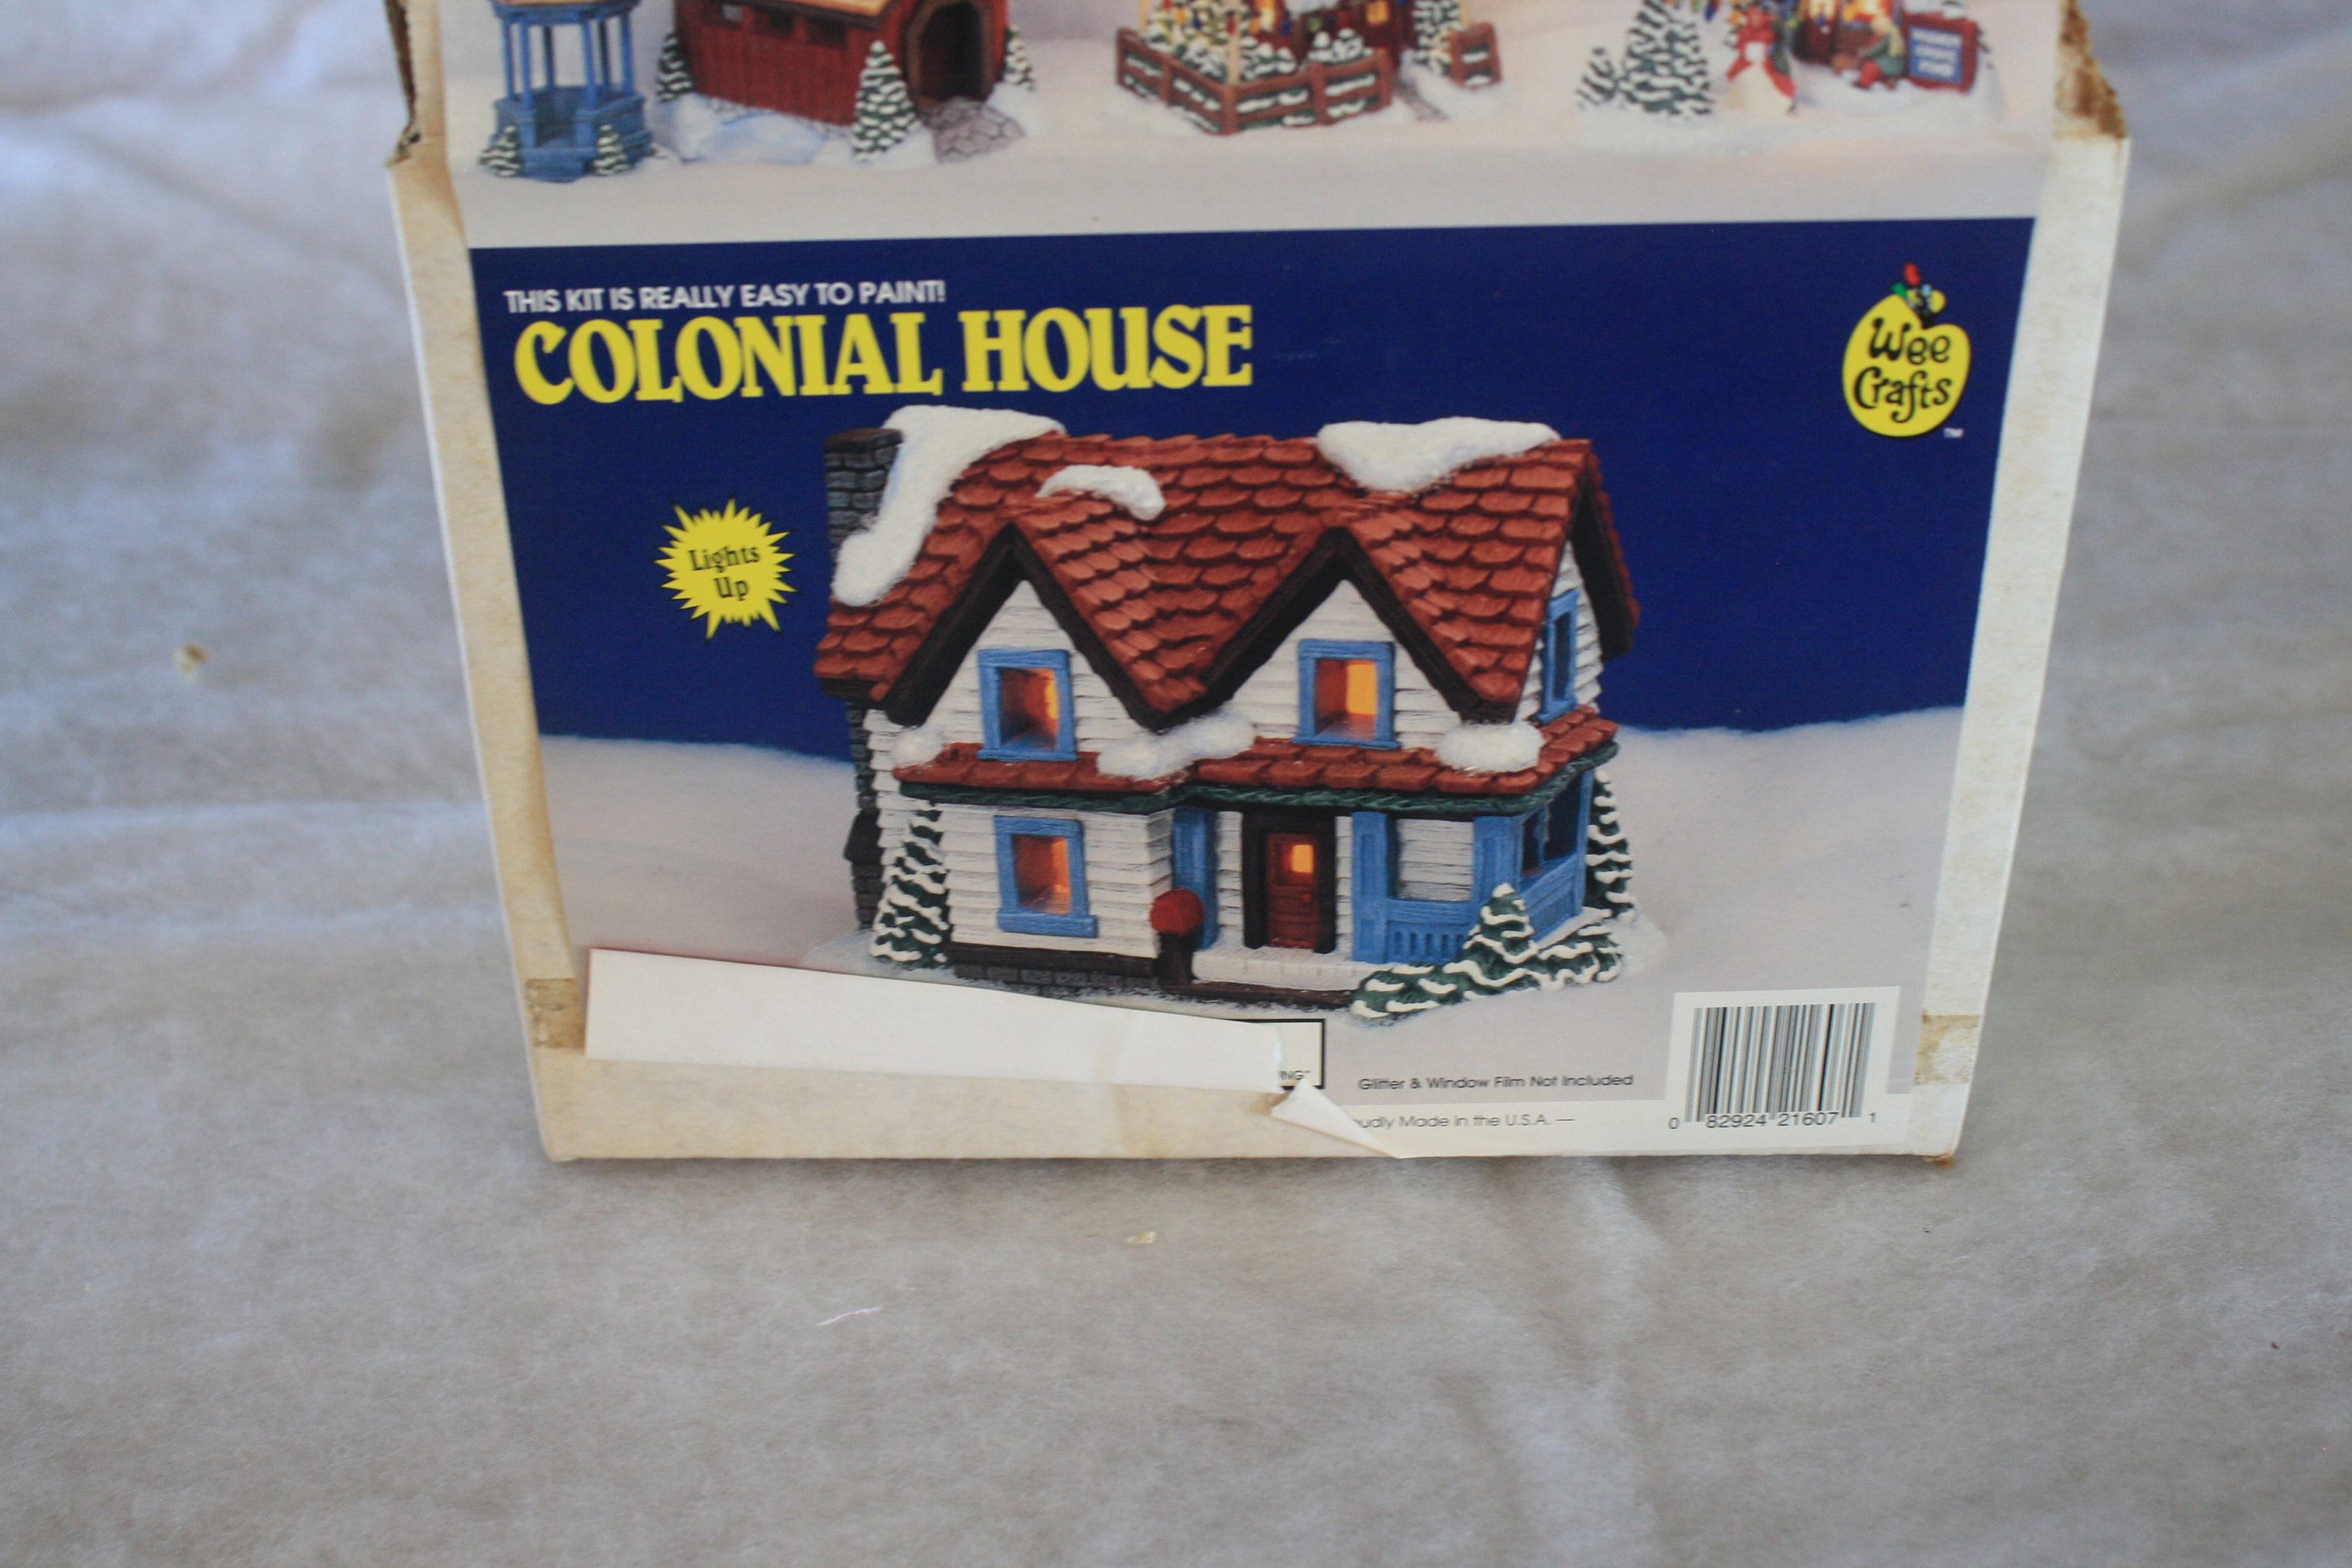 THIS KIT IS REALLY EASY TO PAINT!
COLONIAL HOUSE
Wee
Crafts
TM
Lights
Up
Glitter & Window Film Not Included
Made in the U.S.A. —
0 82924 21607 1